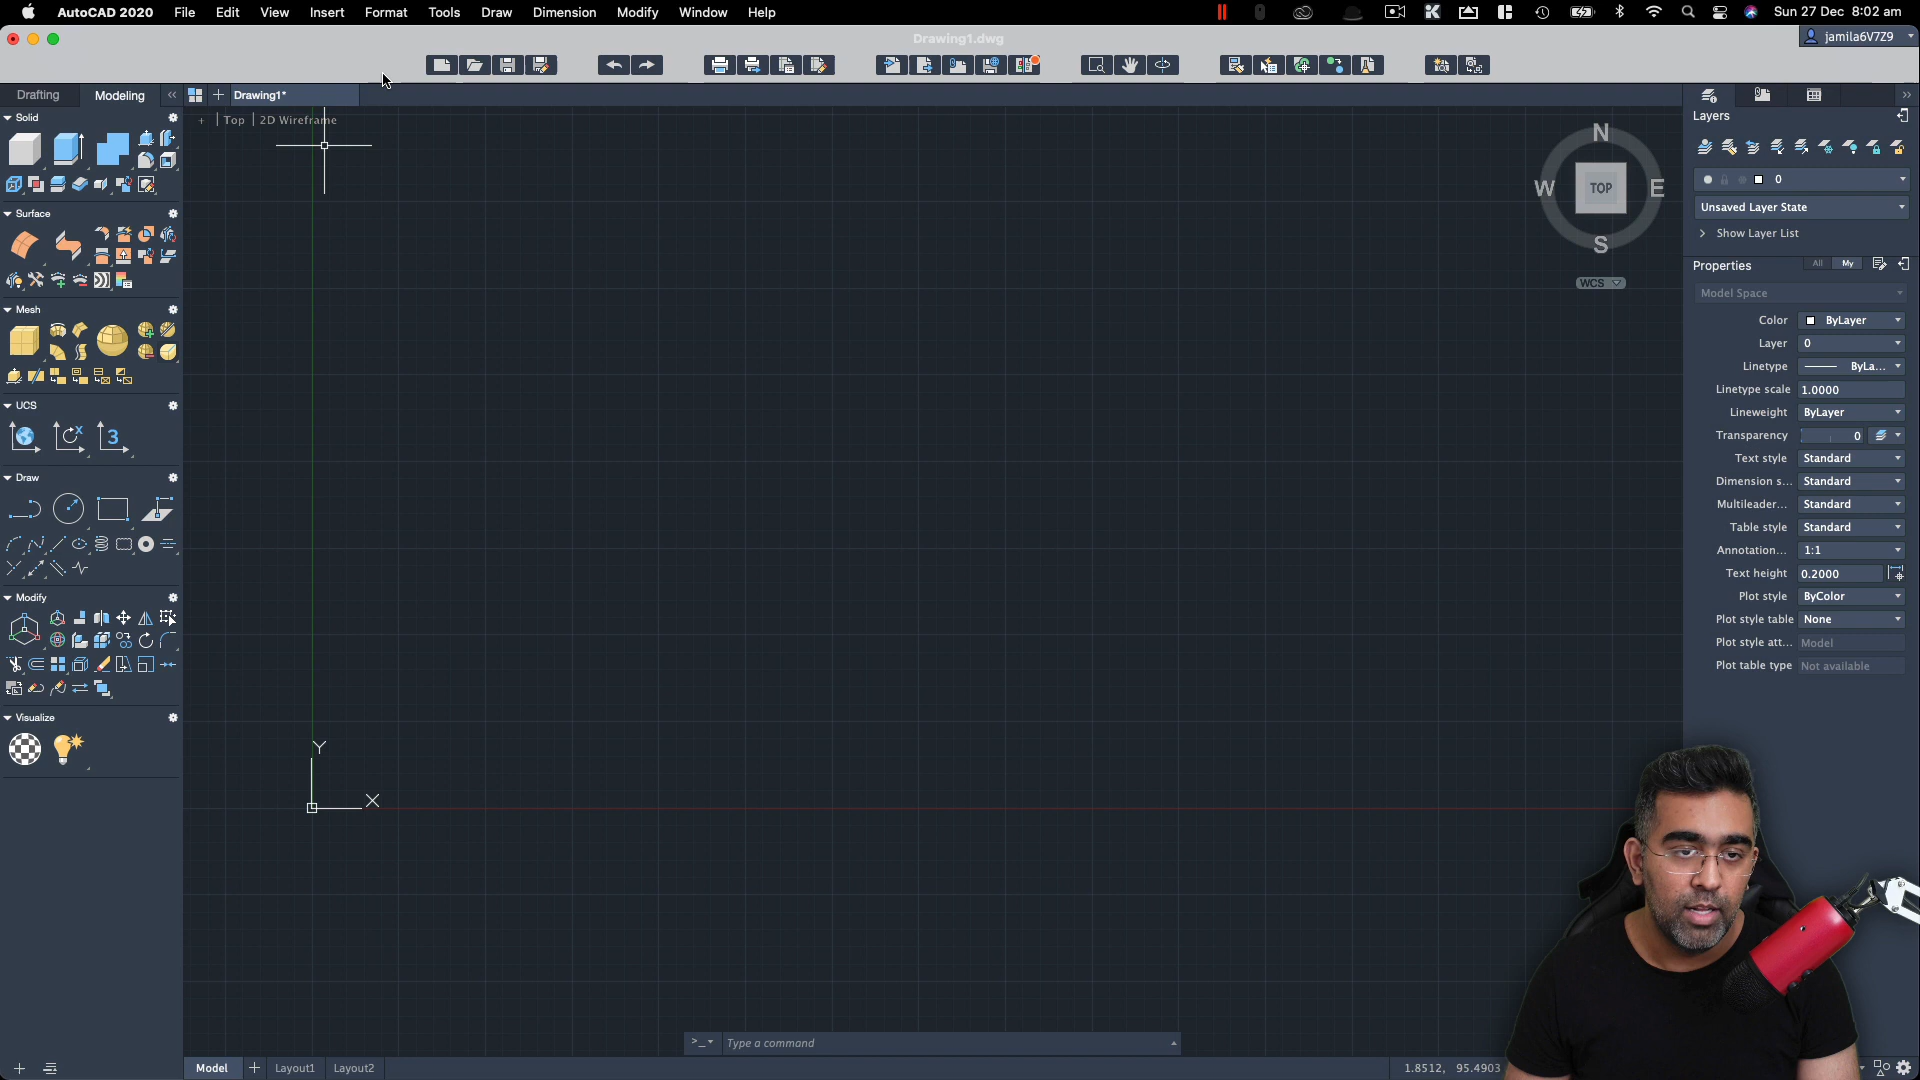 AutoCAD 2020 File Edit View Insert Format Tools Draw Dimension Modify Window Help Sun 27 Dec 8:02 am
Drawing1.dwg
jamila6V7Z9
Drafting Modeling Drawing1*
+ Top 2D Wireframe
Solid
Surface
Mesh
UCS
x
3
Draw
Modify
Visualize
N
W TOP E
S
WCS
Y
X
Layers
0
Unsaved Layer State
Show Layer List
Properties All My
Model Space
Color ByLayer
Layer 0
Linetype ByLa...
Linetype scale 1.0000
Lineweight ByLayer
Transparency 0
Text style Standard
Dimension s... Standard
Multileader... Standard
Table style Standard
Annotation... 1:1
Text height 0.2000
Plot style ByColor
Plot style table None
Plot style att... Model
Plot table type Not available
>_ Type a command
Model Layout1 Layout2
1.8512, 95.4903